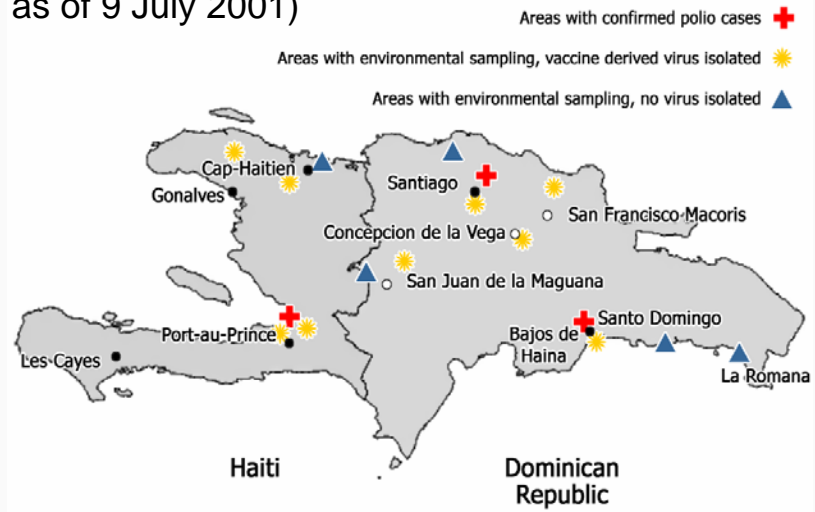 as of 9 July 2001)
Areas with confirmed polio cases
Areas with environmental sampling, vaccine derived virus isolated
Areas with environmental sampling, no virus isolated
Cap-Haitien
Gonalves
Santiago
San Francisco Macoris
Concepcion de la Vega
San Juan de la Maguana
Port-au-Prince
Santo Domingo
Bajos de
Haina
Les Cayes
La Romana
Haiti
Dominican
Republic